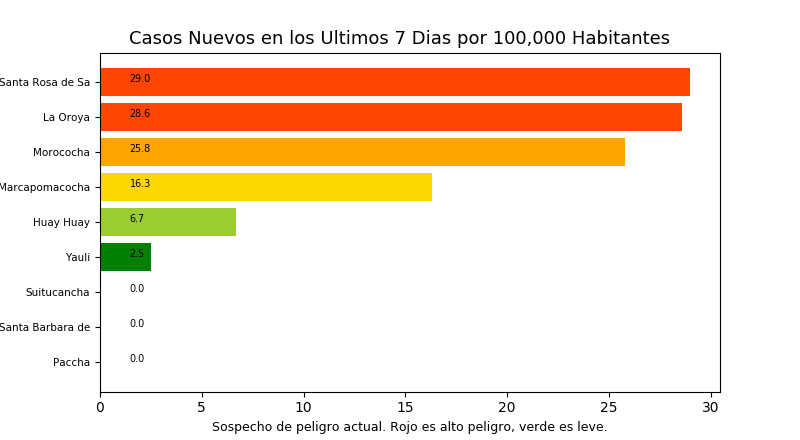 Casos Nuevos en los Ultimos 7 Dias por 100,000 Habitantes
Santa Rosa de Sa 29.0
La Oroya 28.6
Morococha 25.8
Marcapomacocha 16.3
Huay Huay 6.7
Yauli 2.5
Suitucancha 0.0
Santa Barbara de 0.0
Paccha 0.0
0 5 10 15 20 25 30
Sospecho de peligro actual. Rojo es alto peligro, verde es leve.